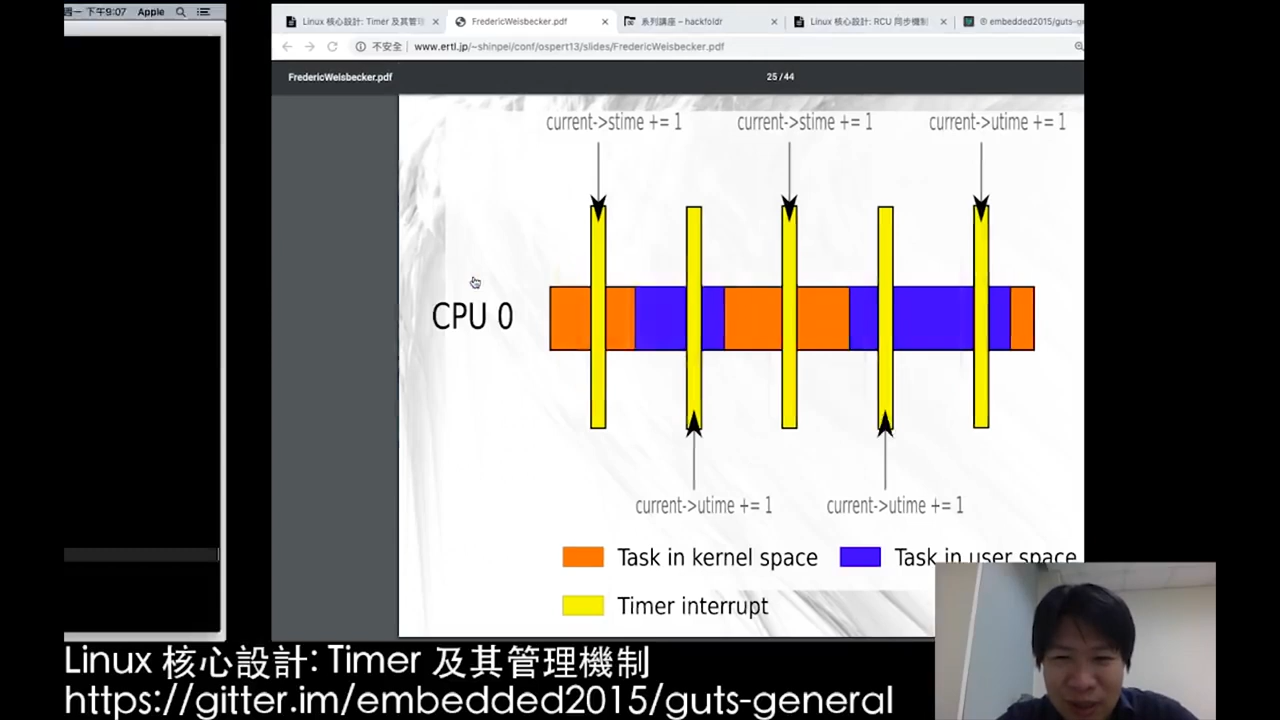 週一 下午9:07 Apple
Linux 核心設計: Timer 及其管理
FredericWeisbecker.pdf
系列講座 – hackfoldr
Linux 核心設計: RCU 同步機制
embedded2015/guts-ge
不安全 | www.ertl.jp/~shinpei/conf/ospert13/slides/FredericWeisbecker.pdf
FredericWeisbecker.pdf 25 / 44
current->stime += 1 current->stime += 1 current->utime += 1
CPU 0
current->utime += 1 current->utime += 1
Task in kernel space Task in user space
Timer interrupt
Linux 核心設計: Timer 及其管理機制
https://gitter.im/embedded2015/guts-general